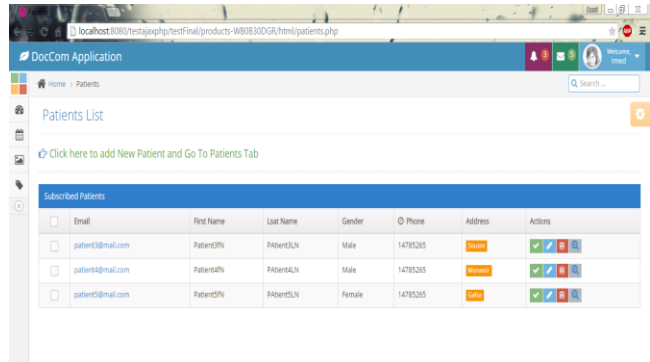 localhost:8080/testajaxphp/testFinal/products-WB0B30DGR/html/patients.php
DocCom Application
8
5
Welcome,
imed
Home > Patients
Search ...
Patients List
Click here to add New Patient and Go To Patients Tab
Subscribed Patients
Email First Name Lsat Name Gender Phone Address Actions
patient3@mail.com Patient3fN PAtient3LN Male 14785265 Sousse
patient4@mail.com Patient4fN PAtient4LN Male 14785265 Monastir
patient5@mail.com Patient5fN PAtient5LN Female 14785265 Gafsa